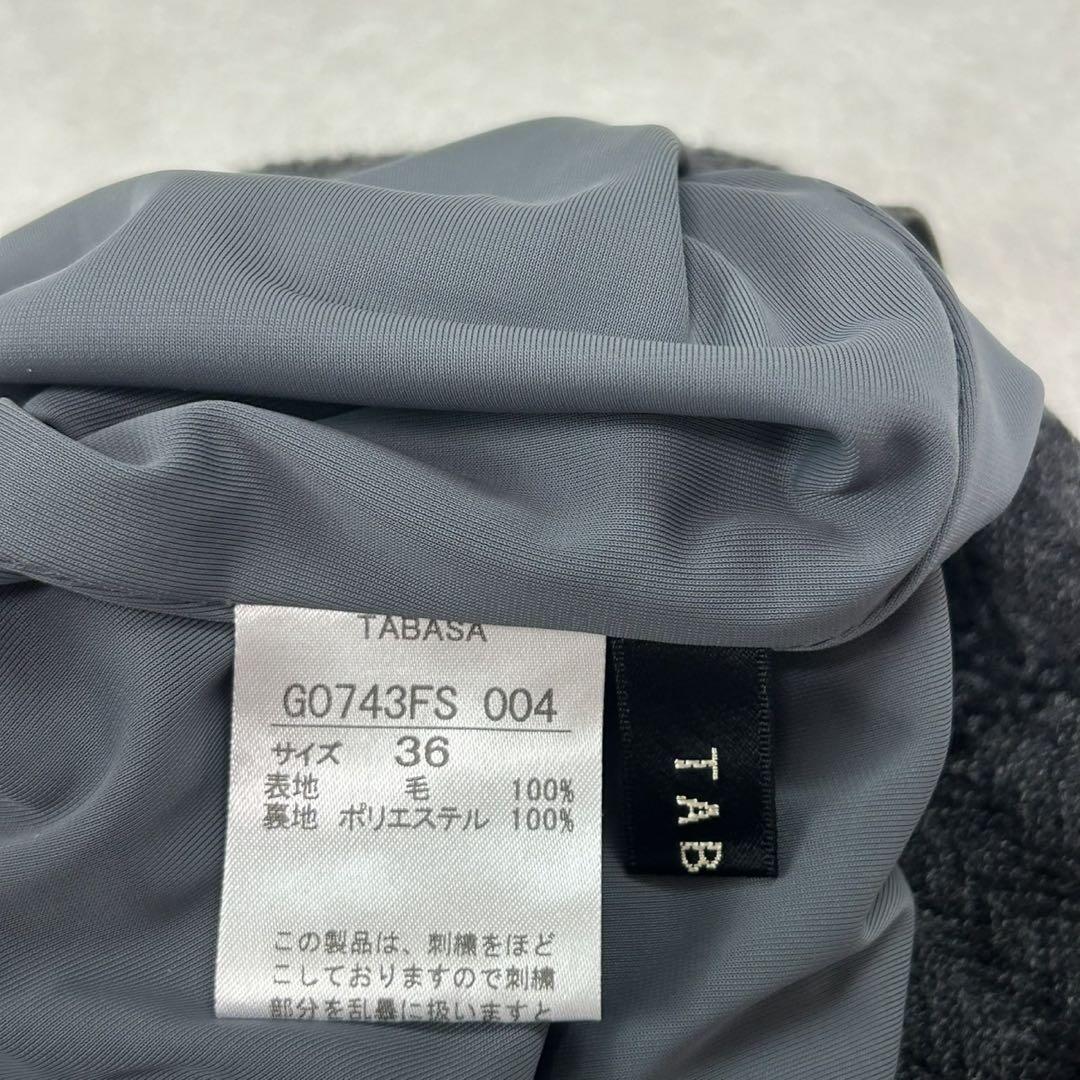 TABASA
G0743FS 004
サイズ 36
表地 毛 100%
裏地 ポリエステル 100%
この製品は、刺繍をほど
こしておりますので刺繍
部分を乱暴に扱いますと
TAB